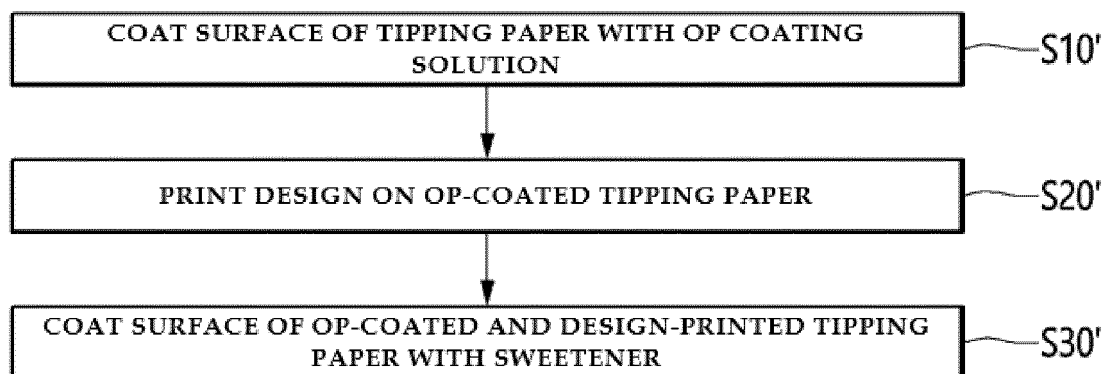 COAT SURFACE OF TIPPING PAPER WITH OP COATING
SOLUTION
S10'
PRINT DESIGN ON OP-COATED TIPPING PAPER
S20'
COAT SURFACE OF OP-COATED AND DESIGN-PRINTED TIPPING
PAPER WITH SWEETENER
S30'